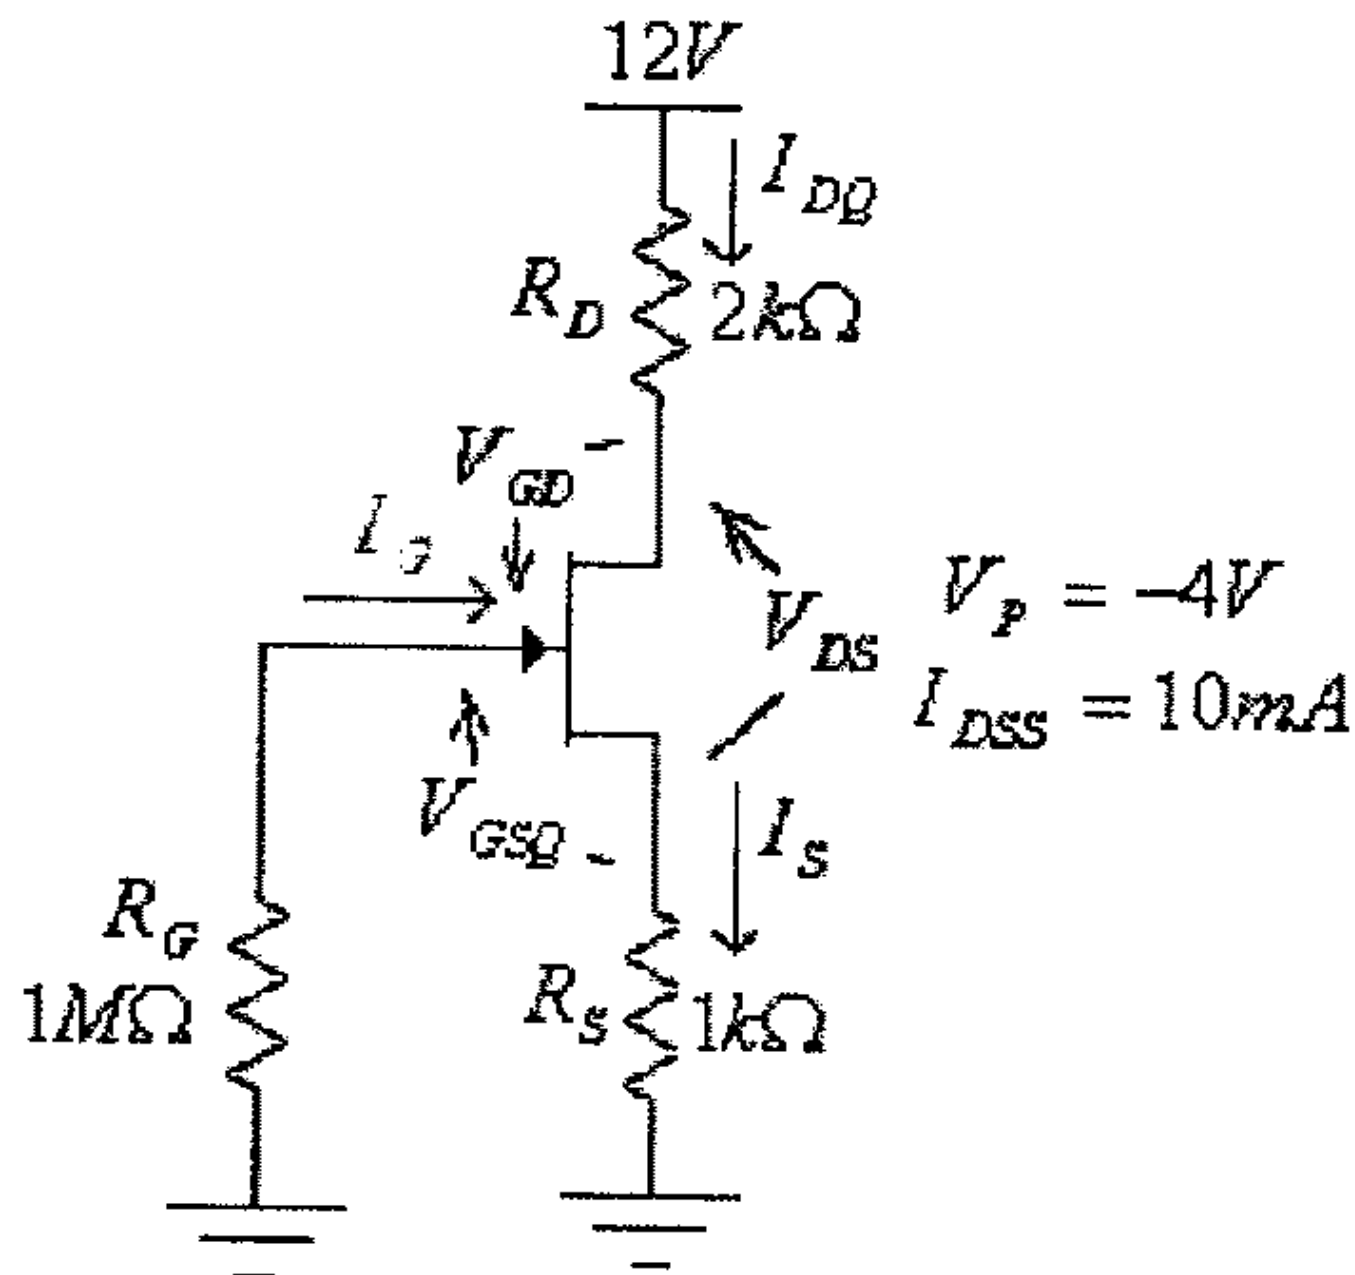 12V
I_DQ
R_D 2kΩ
V_GD -
I_G
V_DS
V_P = -4V
I_DSS = 10mA
V_GSQ -
I_S
R_G
1MΩ
R_S 1kΩ